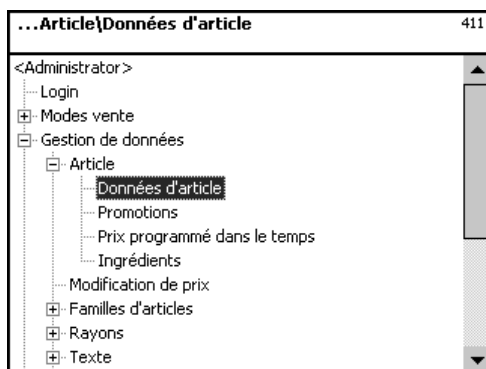 ...Article\Données d'article 411
<Administrator>
Login
Modes vente
Gestion de données
Article
Données d'article
Promotions
Prix programmé dans le temps
Ingrédients
Modification de prix
Familles d'articles
Rayons
Texte